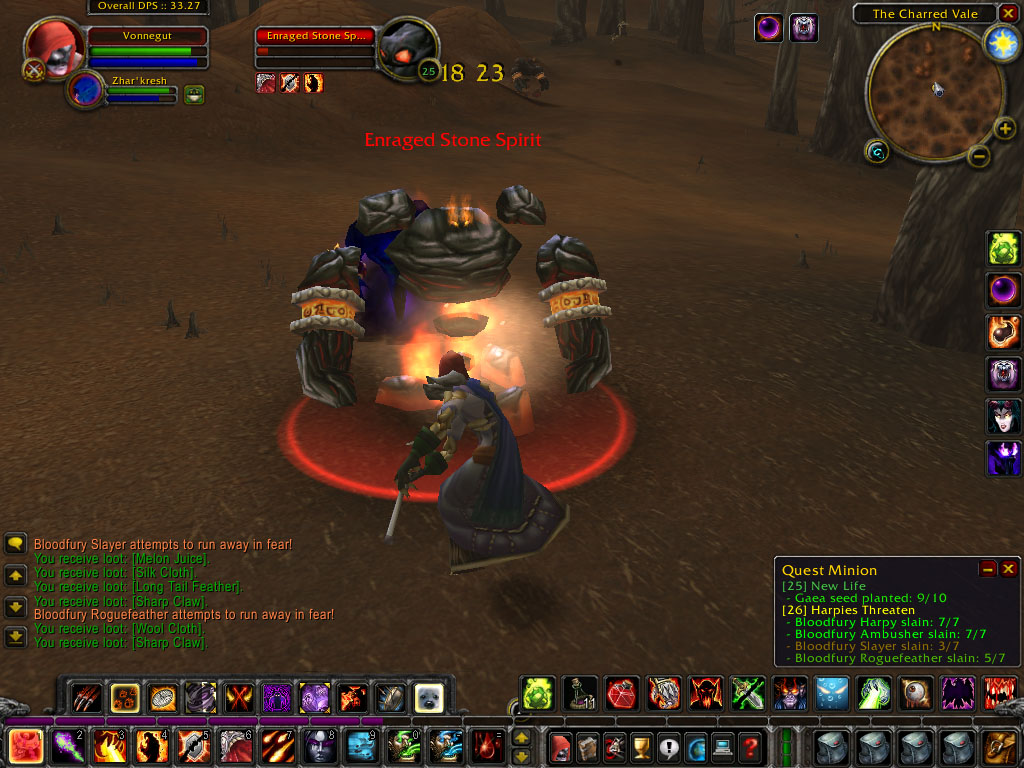 Overall DPS :: 33.27
Vonnegut
Enraged Stone Sp...
The Charred Vale
N
Zhar'kresh
25
18 23
Enraged Stone Spirit
Bloodfury Slayer attempts to run away in fear!
You receive loot: [Melon Juice].
You receive loot: [Silk Cloth].
You receive loot: [Long Tail Feather].
You receive loot: [Sharp Claw].
Bloodfury Roguefeather attempts to run away in fear!
You receive loot: [Wool Cloth].
You receive loot: [Sharp Claw].
Quest Minion
[25] New Life
- Gaea seed planted: 9/10
[26] Harpies Threaten
- Bloodfury Harpy slain: 7/7
- Bloodfury Ambusher slain: 7/7
- Bloodfury Slayer slain: 3/7
- Bloodfury Roguefeather slain: 5/7
1 2 3 4 5 6 7 8 9 0 - =